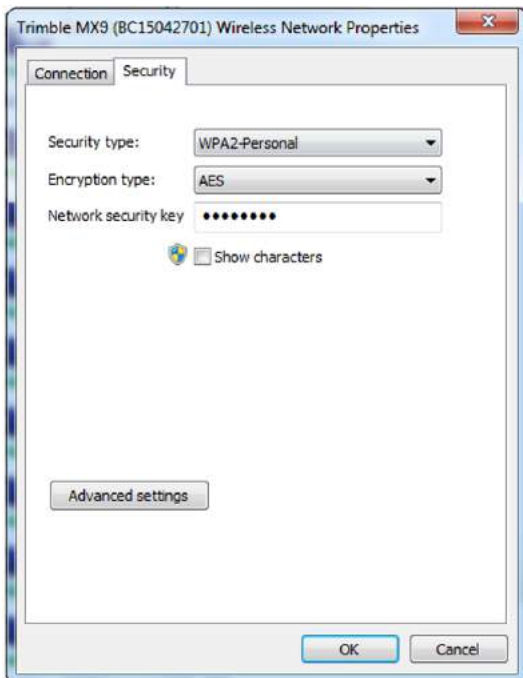 Trimble MX9 (BC15042701) Wireless Network Properties
Connection Security
Security type: WPA2-Personal
Encryption type: AES
Network security key ••••••••
Show characters
Advanced settings
OK Cancel